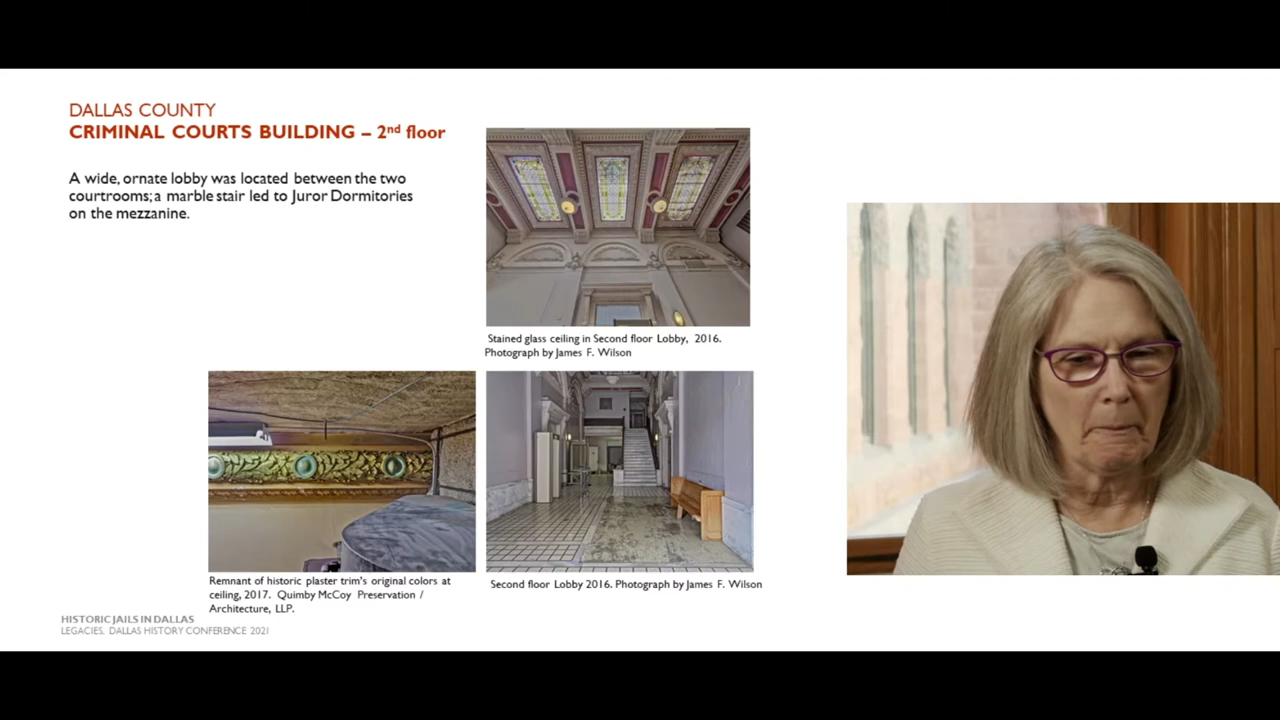 DALLAS COUNTY
CRIMINAL COURTS BUILDING – 2nd floor
A wide, ornate lobby was located between the two
courtrooms; a marble stair led to Juror Dormitories
on the mezzanine.
Stained glass ceiling in Second floor Lobby, 2016.
Photograph by James F. Wilson
Remnant of historic plaster trim's original colors at
ceiling, 2017. Quimby McCoy Preservation /
Architecture, LLP.
Second floor Lobby 2016. Photograph by James F. Wilson
HISTORIC JAILS IN DALLAS
LEGACIES. DALLAS HISTORY CONFERENCE 2021